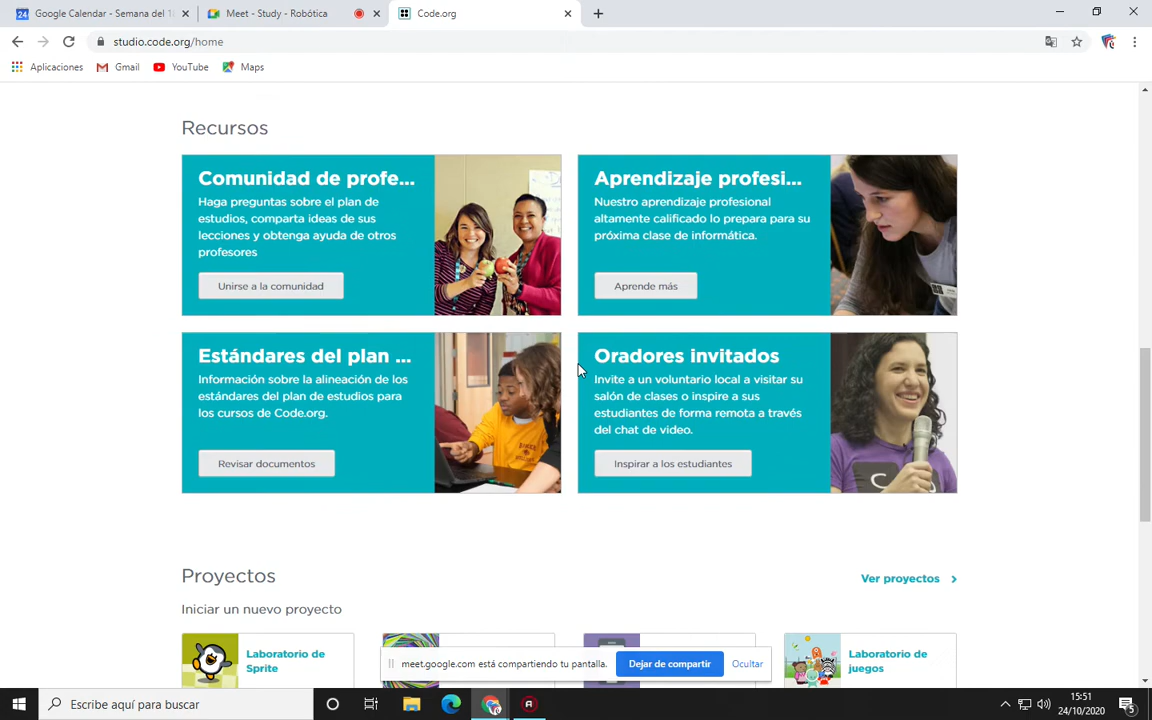 Google Calendar - Semana del 1
Meet - Study - Robótica
Code.org
studio.code.org/home
Aplicaciones
Gmail
YouTube
Maps
Recursos
Comunidad de profe...
Haga preguntas sobre el plan de
estudios, comparta ideas de sus
lecciones y obtenga ayuda de otros
profesores
Unirse a la comunidad
Aprendizaje profesi...
Nuestro aprendizaje profesional
altamente calificado lo prepara para su
próxima clase de informática.
Aprende más
Estándares del plan ...
Información sobre la alineación de los
estándares del plan de estudios para
los cursos de Code.org.
Revisar documentos
Oradores invitados
Invite a un voluntario local a visitar su
salón de clases o inspire a sus
estudiantes de forma remota a través
del chat de video.
Inspirar a los estudiantes
Proyectos
Ver proyectos
Iniciar un nuevo proyecto
Laboratorio de
Sprite
Laboratorio de
juegos
meet.google.com está compartiendo tu pantalla.
Dejar de compartir
Ocultar
Escribe aquí para buscar
15:51
24/10/2020
5